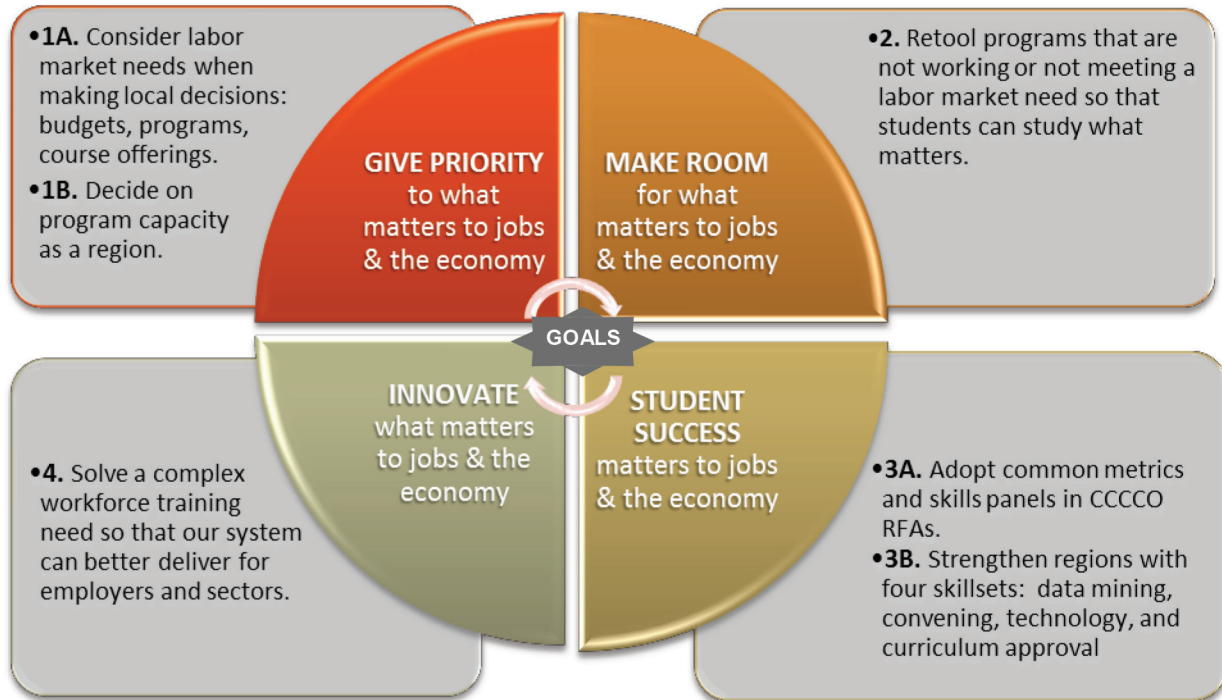 •1A. Consider labor
market needs when
making local decisions:
budgets, programs,
course offerings.
•1B. Decide on
program capacity
as a region.
GIVE PRIORITY
to what
matters to jobs
& the economy
MAKE ROOM
for what
matters to jobs
& the economy
•2. Retool programs that are
not working or not meeting a
labor market need so that
students can study what
matters.
GOALS
•4. Solve a complex
workforce training
need so that our system
can better deliver for
employers and sectors.
INNOVATE
what matters
to jobs & the
economy
STUDENT
SUCCESS
matters to jobs
& the economy
•3A. Adopt common metrics
and skills panels in CCCCO
RFAs.
•3B. Strengthen regions with
four skillsets: data mining,
convening, technology, and
curriculum approval